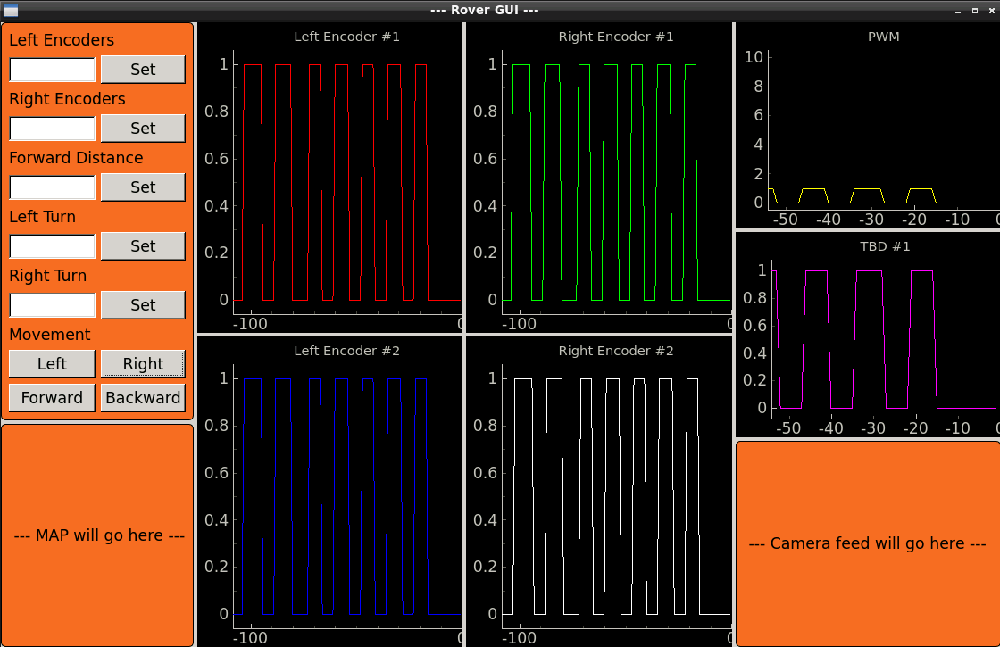 --- Rover GUI ---
Left Encoders
Set
Right Encoders
Set
Forward Distance
Set
Left Turn
Set
Right Turn
Set
Movement
Left Right
Forward Backward
--- MAP will go here ---
Left Encoder #1
1
0.8
0.6
0.4
0.2
0
-100 0
Right Encoder #1
1
0.8
0.6
0.4
0.2
0
-100 0
Left Encoder #2
1
0.8
0.6
0.4
0.2
0
-100 0
Right Encoder #2
1
0.8
0.6
0.4
0.2
0
-100 0
PWM
10
8
6
4
2
0
-50 -40 -30 -20 -10 0
TBD #1
1
0.8
0.6
0.4
0.2
0
-50 -40 -30 -20 -10 0
--- Camera feed will go here ---